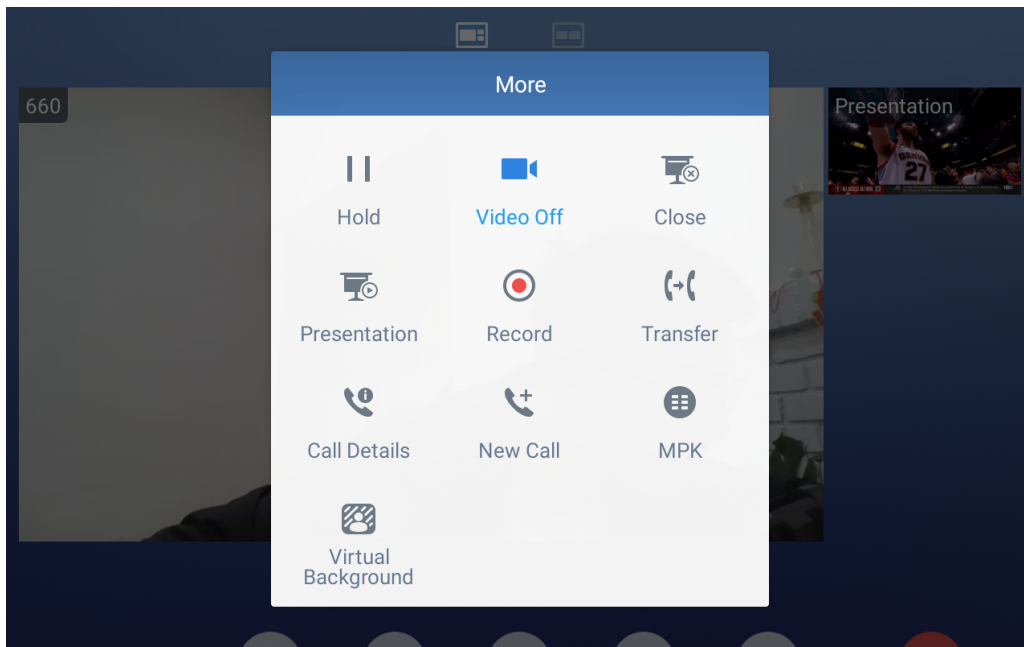 More
660
Presentation
27
Hold
Video Off
Close
Presentation
Record
Transfer
Call Details
New Call
MPK
Virtual
Background